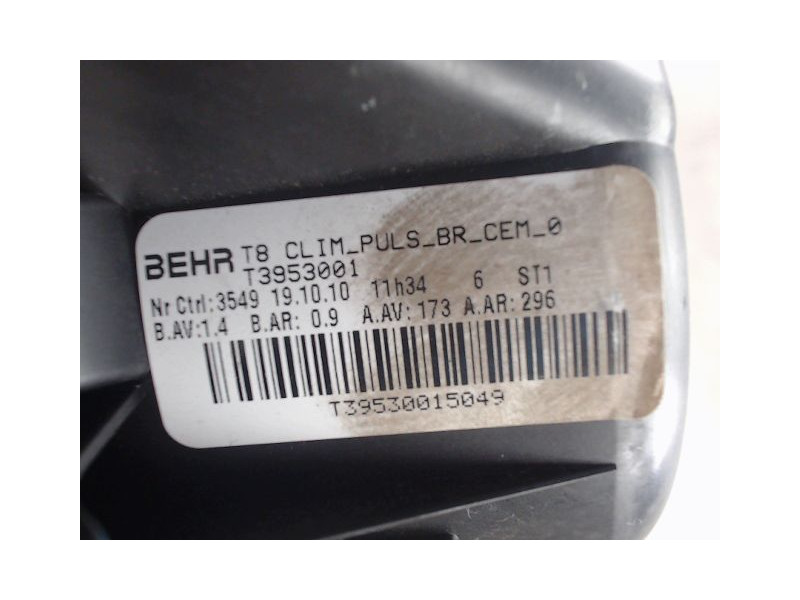 BEHR T8 CLIM_PULS_BR_CEM_0
T3953001
Nr Ctrl:3549 19.10.10 11h34 6 ST1
B.AV:1.4 B.AR: 0.9 A.AV: 173 A.AR: 296
T39530015049